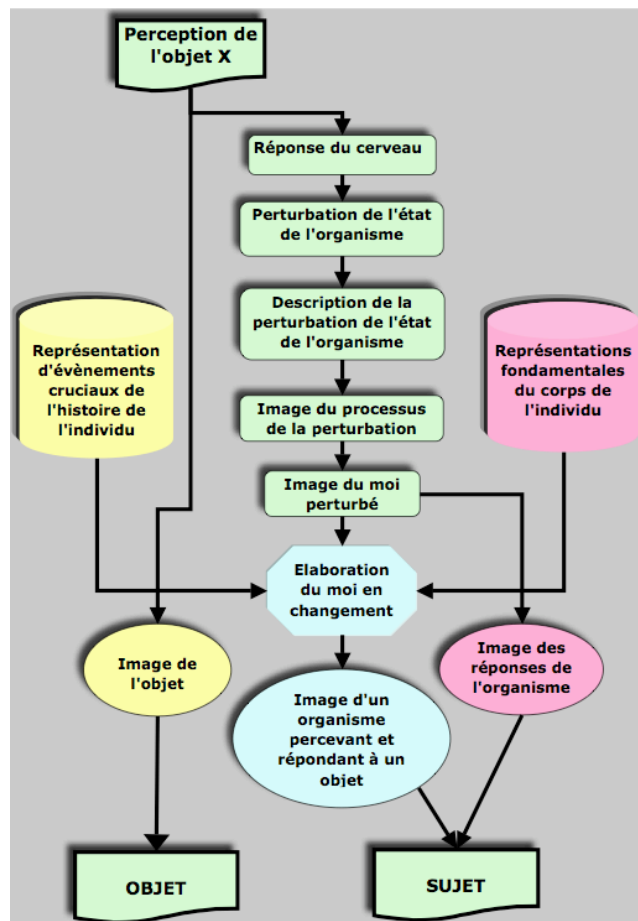 Perception de
l'objet X
Réponse du cerveau
Perturbation de l'état
de l'organisme
Description de la
perturbation de l'état
de l'organisme
Représentation
d'évènements
cruciaux de
l'histoire de
l'individu
Représentations
fondamentales
du corps de
l'individu
Image du processus
de la perturbation
Image du moi
perturbé
Elaboration
du moi en
changement
Image de
l'objet
Image des
réponses de
l'organisme
Image d'un
organisme
percevant et
répondant à un
objet
OBJET
SUJET